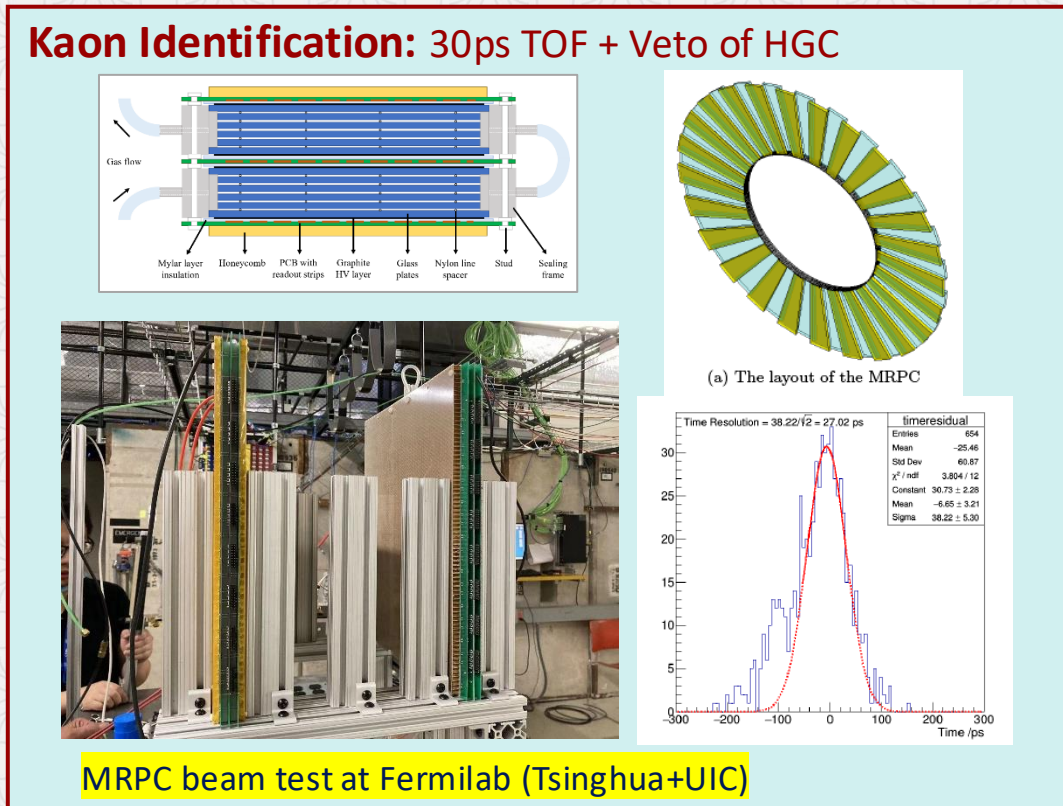 Kaon Identification: 30ps TOF + Veto of HGC
Gas flow
Mylar layer
insulation
Honeycomb
PCB with
readout strips
Graphite
HV layer
Glass
plates
Nylon line
spacer
Stud
Sealing
frame
(a) The layout of the MRPC
EMERGE
Time Resolution = 38.22/√2 = 27.02 ps
timeresidual
Entries 654
Mean −25.46
Std Dev 60.87
χ² / ndf 3.804 / 12
Constant 30.73 ± 2.28
Mean −6.65 ± 3.21
Sigma 38.22 ± 5.30
30
25
20
15
10
5
0
−300 −200 −100 0 100 200 300
Time /ps
MRPC beam test at Fermilab (Tsinghua+UIC)